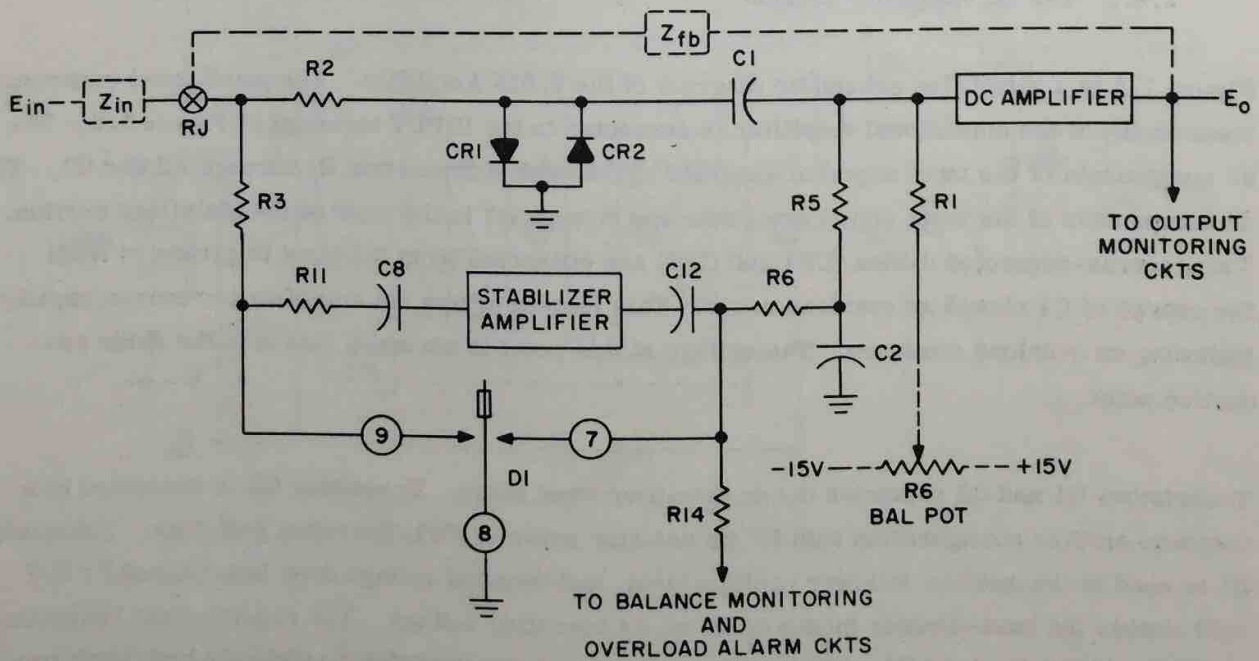 Z_fb
E_in
Z_in
RJ
R2
C1
DC AMPLIFIER
E_o
CR1
CR2
R3
R5
R1
TO OUTPUT
MONITORING
CKTS
R11
C8
STABILIZER
AMPLIFIER
C12
R6
C2
9
7
D1
8
-15V
+15V
R6
BAL POT
R14
TO BALANCE MONITORING
AND
OVERLOAD ALARM CKTS